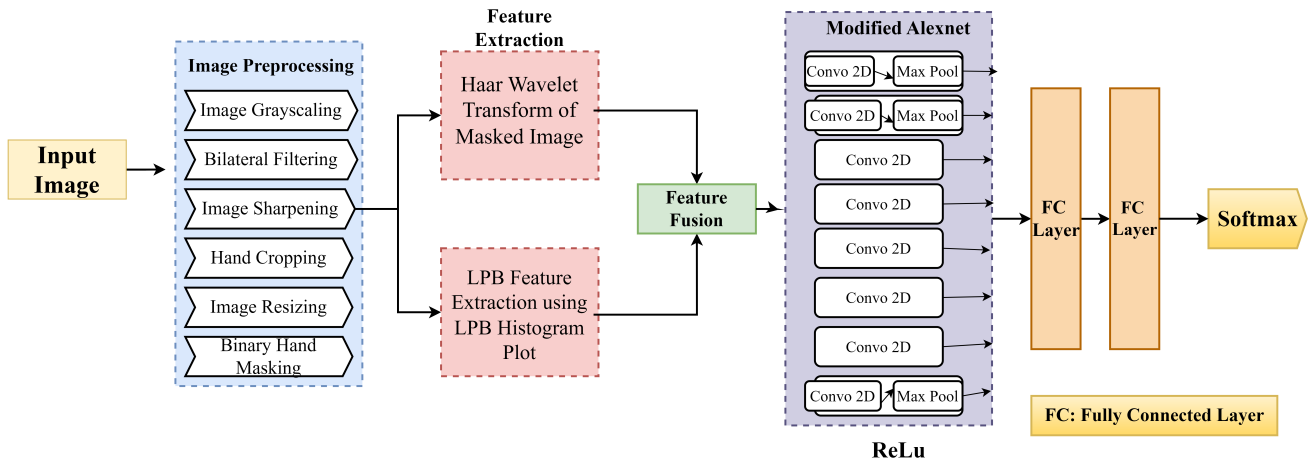 Input
Image
Image Preprocessing
Image Grayscaling
Bilateral Filtering
Image Sharpening
Hand Cropping
Image Resizing
Binary Hand
Masking
Feature
Extraction
Haar Wavelet
Transform of
Masked Image
LPB Feature
Extraction using
LPB Histogram
Plot
Feature
Fusion
Modified Alexnet
Convo 2D Max Pool
Convo 2D Max Pool
Convo 2D
Convo 2D
Convo 2D
Convo 2D
Convo 2D
Convo 2D Max Pool
ReLu
FC
Layer
FC
Layer
Softmax
FC: Fully Connected Layer